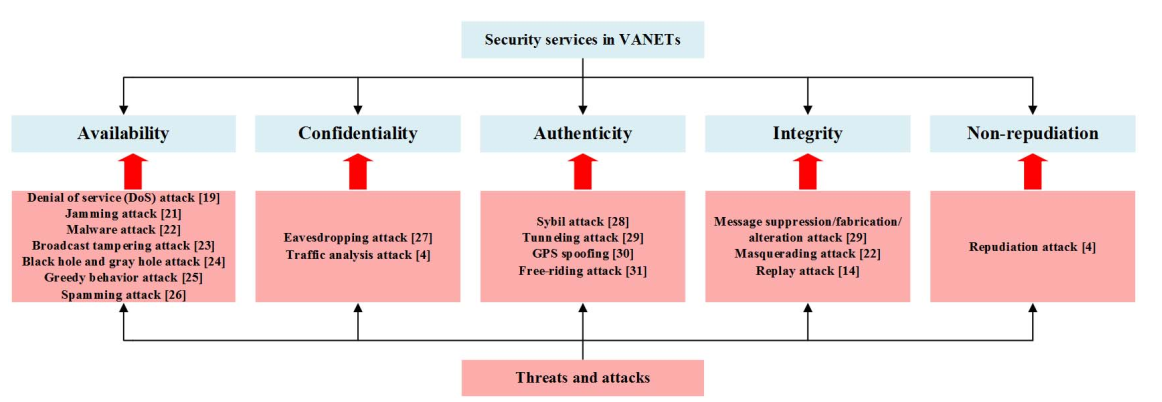 Security services in VANETs
Availability
Confidentiality
Authenticity
Integrity
Non-repudiation
Denial of service (DoS) attack [19]
Jamming attack [21]
Malware attack [22]
Broadcast tampering attack [23]
Black hole and gray hole attack [24]
Greedy behavior attack [25]
Spamming attack [26]
Eavesdropping attack [27]
Traffic analysis attack [4]
Sybil attack [28]
Tunneling attack [29]
GPS spoofing [30]
Free-riding attack [31]
Message suppression/fabrication/
alteration attack [29]
Masquerading attack [22]
Replay attack [14]
Repudiation attack [4]
Threats and attacks